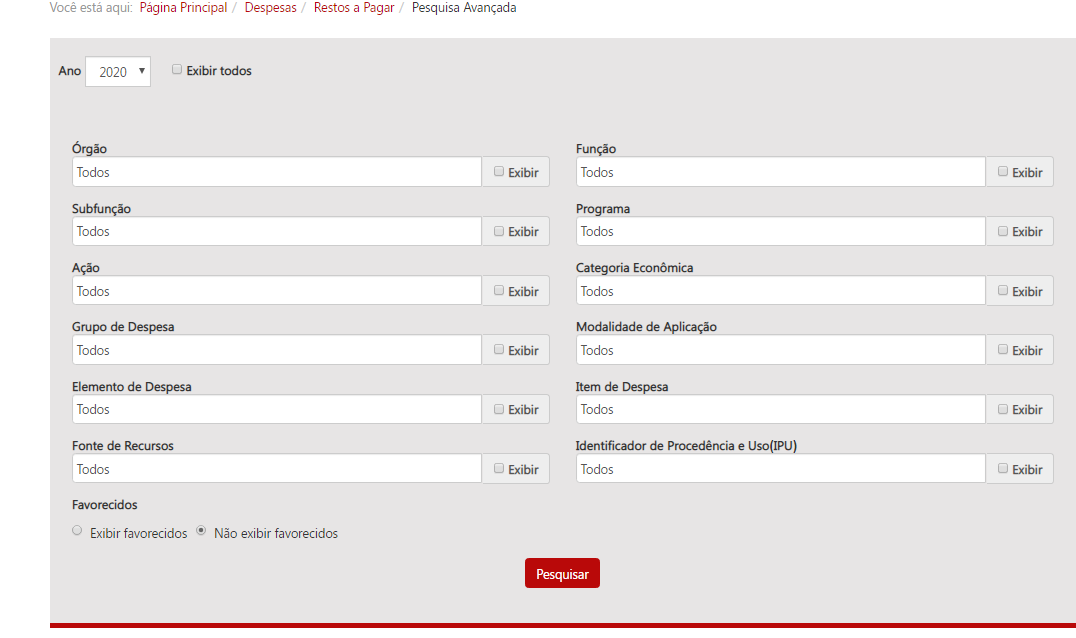 Você está aqui: Página Principal / Despesas / Restos a Pagar / Pesquisa Avançada
Ano 2020 Exibir todos
Órgão Função
Todos Exibir Todos Exibir
Subfunção Programa
Todos Exibir Todos Exibir
Ação Categoria Econômica
Todos Exibir Todos Exibir
Grupo de Despesa Modalidade de Aplicação
Todos Exibir Todos Exibir
Elemento de Despesa Item de Despesa
Todos Exibir Todos Exibir
Fonte de Recursos Identificador de Procedência e Uso(IPU)
Todos Exibir Todos Exibir
Favorecidos
Exibir favorecidos Não exibir favorecidos
Pesquisar